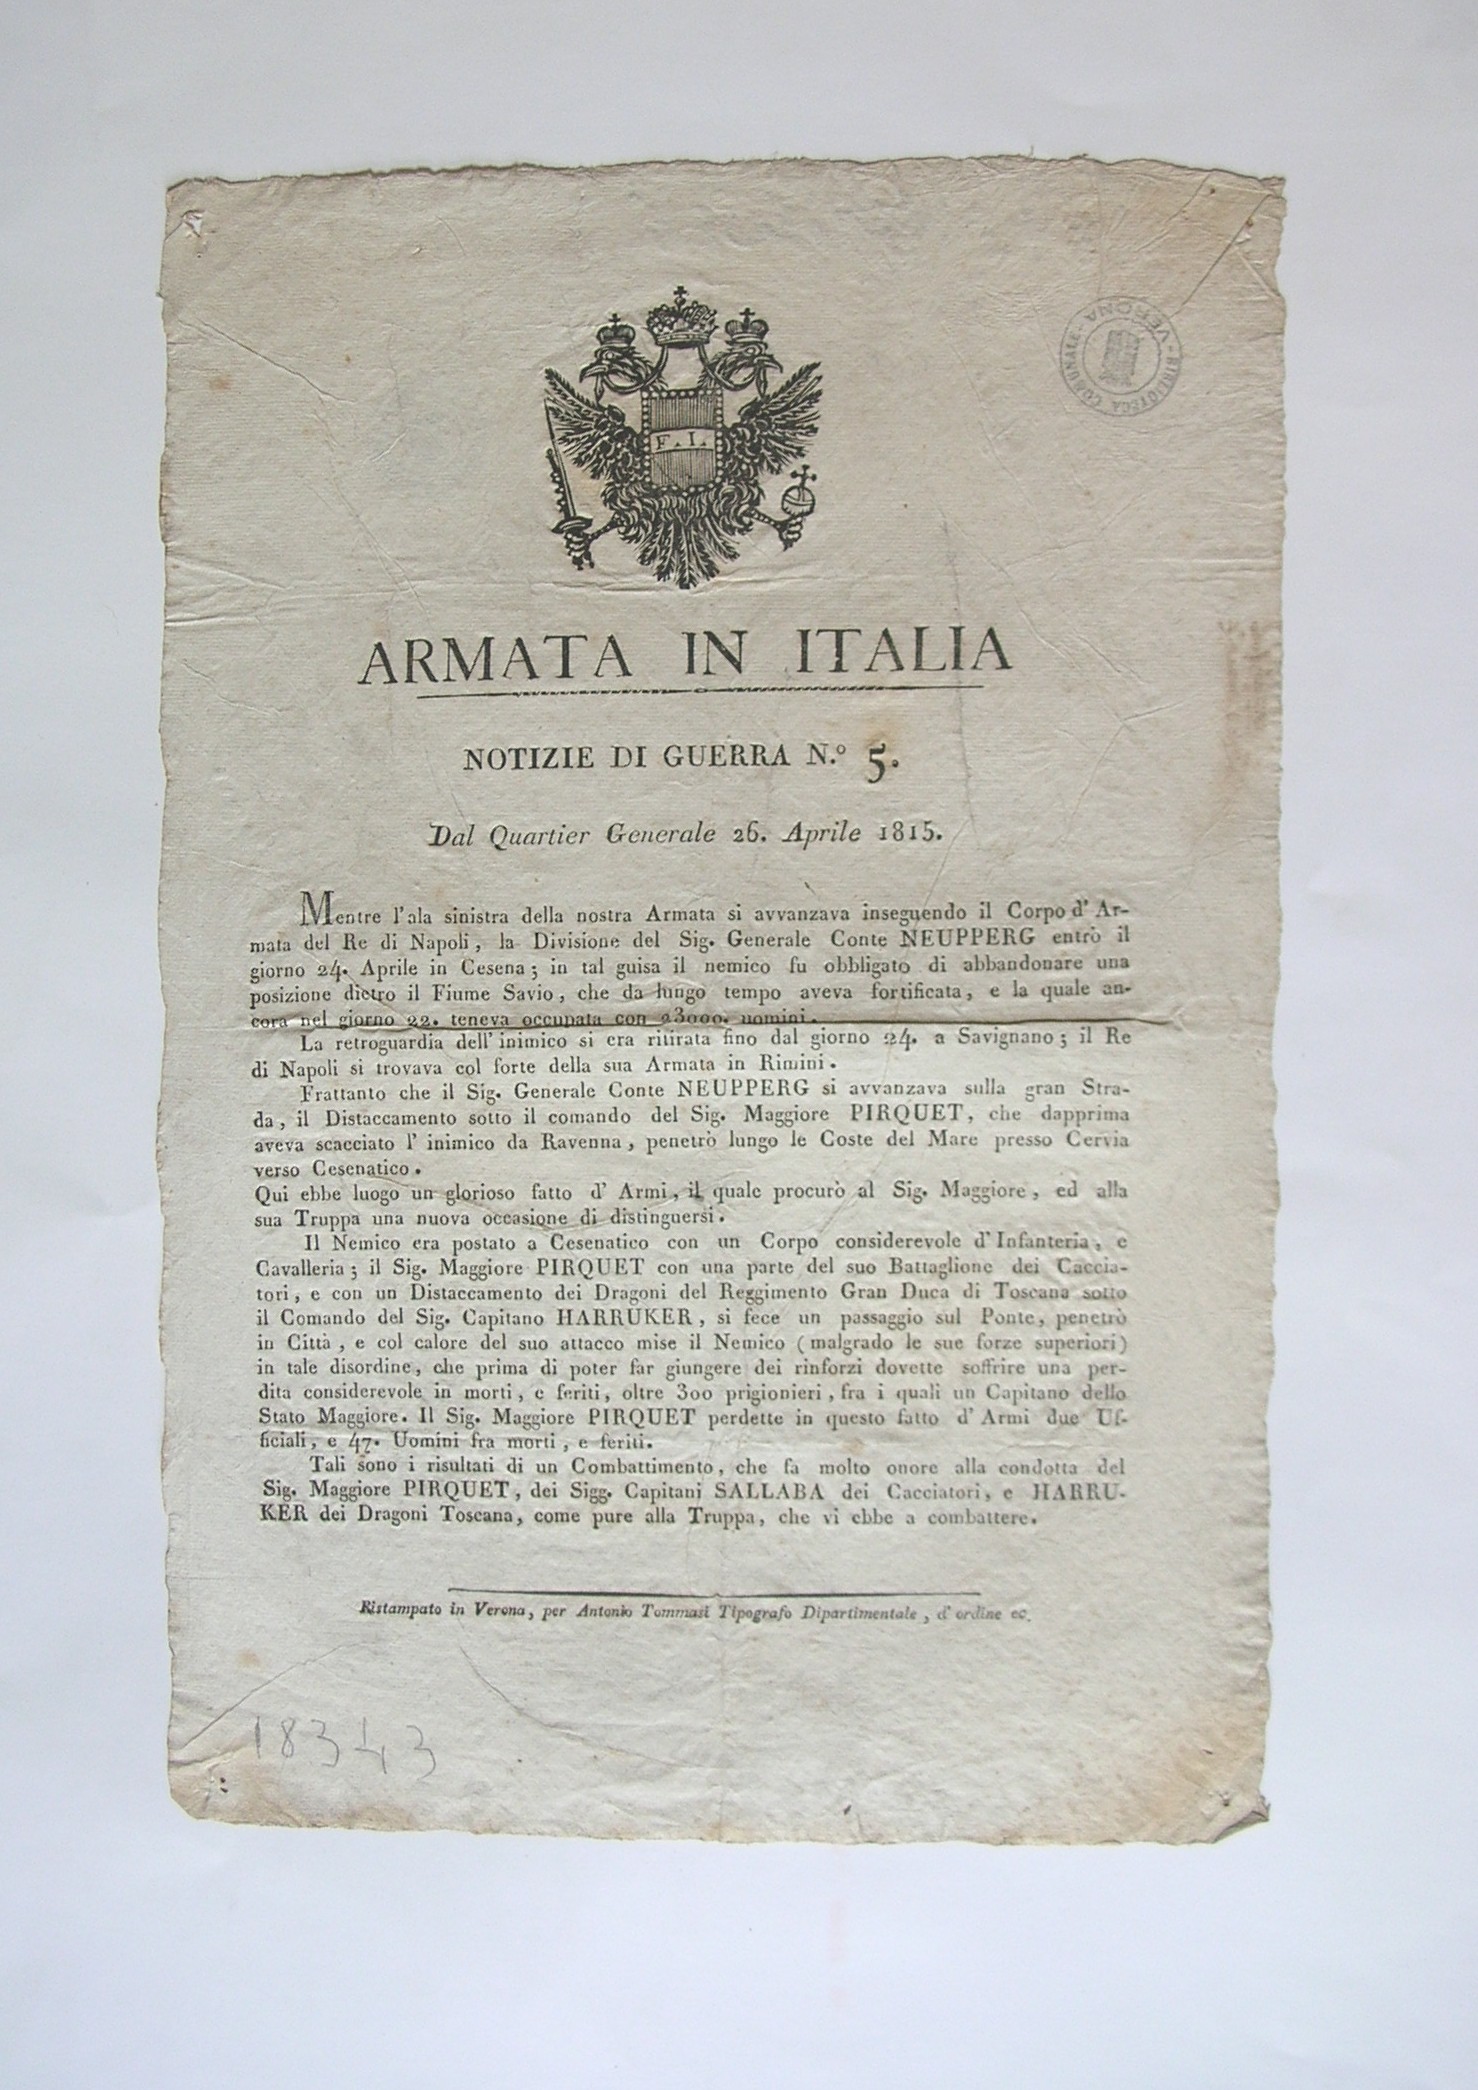 F. I.
BIBLIOTECA COMUNALE - VERONA -
ARMATA IN ITALIA
NOTIZIE DI GUERRA N.º 5.
Dal Quartier Generale 26. Aprile 1815.
Mentre l'ala sinistra della nostra Armata si avvanzava inseguendo il Corpo d'Ar-
mata del Re di Napoli, la Divisione del Sig. Generale Conte NEUPPERG entrò il
giorno 24. Aprile in Cesena; in tal guisa il nemico fu obbligato di abbandonare una
posizione dietro il Fiume Savio, che da lungo tempo aveva fortificata, e la quale an-
cora nel giorno 22. teneva occupata con 23000. uomini.
La retroguardia dell'inimico si era ritirata fino dal giorno 24. a Savignano; il Re
di Napoli si trovava col forte della sua Armata in Rimini.
Frattanto che il Sig. Generale Conte NEUPPERG si avvanzava sulla gran Stra-
da, il Distaccamento sotto il comando del Sig. Maggiore PIRQUET, che dapprima
aveva scacciato l'inimico da Ravenna, penetrò lungo le Coste del Mare presso Cervia
verso Cesenatico.
Qui ebbe luogo un glorioso fatto d'Armi, il quale procurò al Sig. Maggiore, ed alla
sua Truppa una nuova occasione di distinguersi.
Il Nemico era postato a Cesenatico con un Corpo considerevole d'Infanteria, e
Cavalleria; il Sig. Maggiore PIRQUET con una parte del suo Battaglione dei Caccia-
tori, e con un Distaccamento dei Dragoni del Reggimento Gran Duca di Toscana sotto
il Comando del Sig. Capitano HARRUKER, si fece un passaggio sul Ponte, penetrò
in Città, e col calore del suo attacco mise il Nemico (malgrado le sue forze superiori)
in tale disordine, che prima di poter far giungere dei rinforzi dovette soffrire una per-
dita considerevole in morti, e feriti, oltre 300 prigionieri, fra i quali un Capitano dello
Stato Maggiore. Il Sig. Maggiore PIRQUET perdette in questo fatto d'Armi due Uf-
ficiali, e 47. Uomini fra morti, e feriti.
Tali sono i risultati di un Combattimento, che fa molto onore alla condotta del
Sig. Maggiore PIRQUET, dei Sigg. Capitani SALLABA dei Cacciatori, e HARRU-
KER dei Dragoni Toscana, come pure alla Truppa, che vi ebbe a combattere.
Ristampato in Verona, per Antonio Tommasi Tipografo Dipartimentale, d'ordine ec.
18343